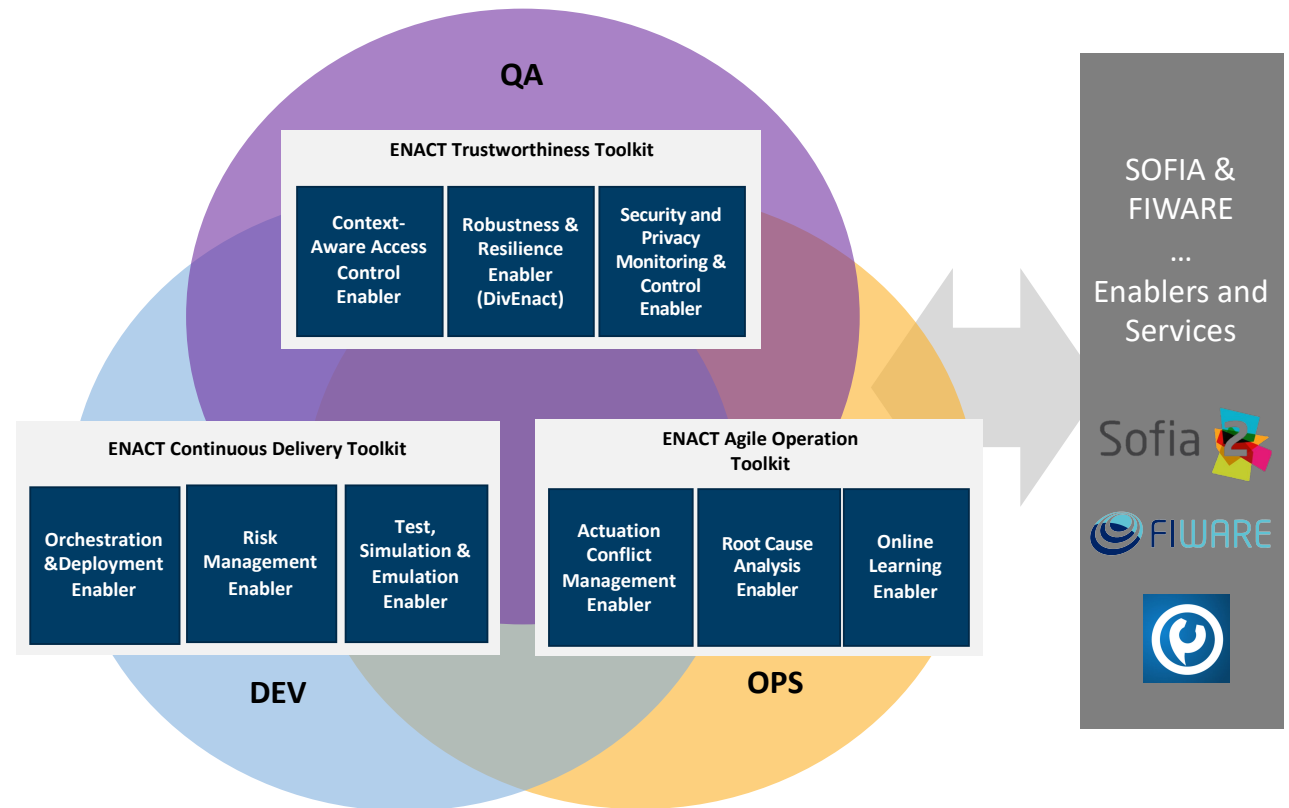 QA
ENACT Trustworthiness Toolkit
Context-
Aware Access
Control
Enabler
Robustness &
Resilience
Enabler
(DivEnact)
Security and
Privacy
Monitoring &
Control
Enabler
ENACT Continuous Delivery Toolkit
Orchestration
&Deployment
Enabler
Risk
Management
Enabler
Test,
Simulation &
Emulation
Enabler
DEV
ENACT Agile Operation
Toolkit
Actuation
Conflict
Management
Enabler
Root Cause
Analysis
Enabler
Online
Learning
Enabler
OPS
SOFIA &
FIWARE
...
Enablers and
Services
Sofia 2
FIWARE